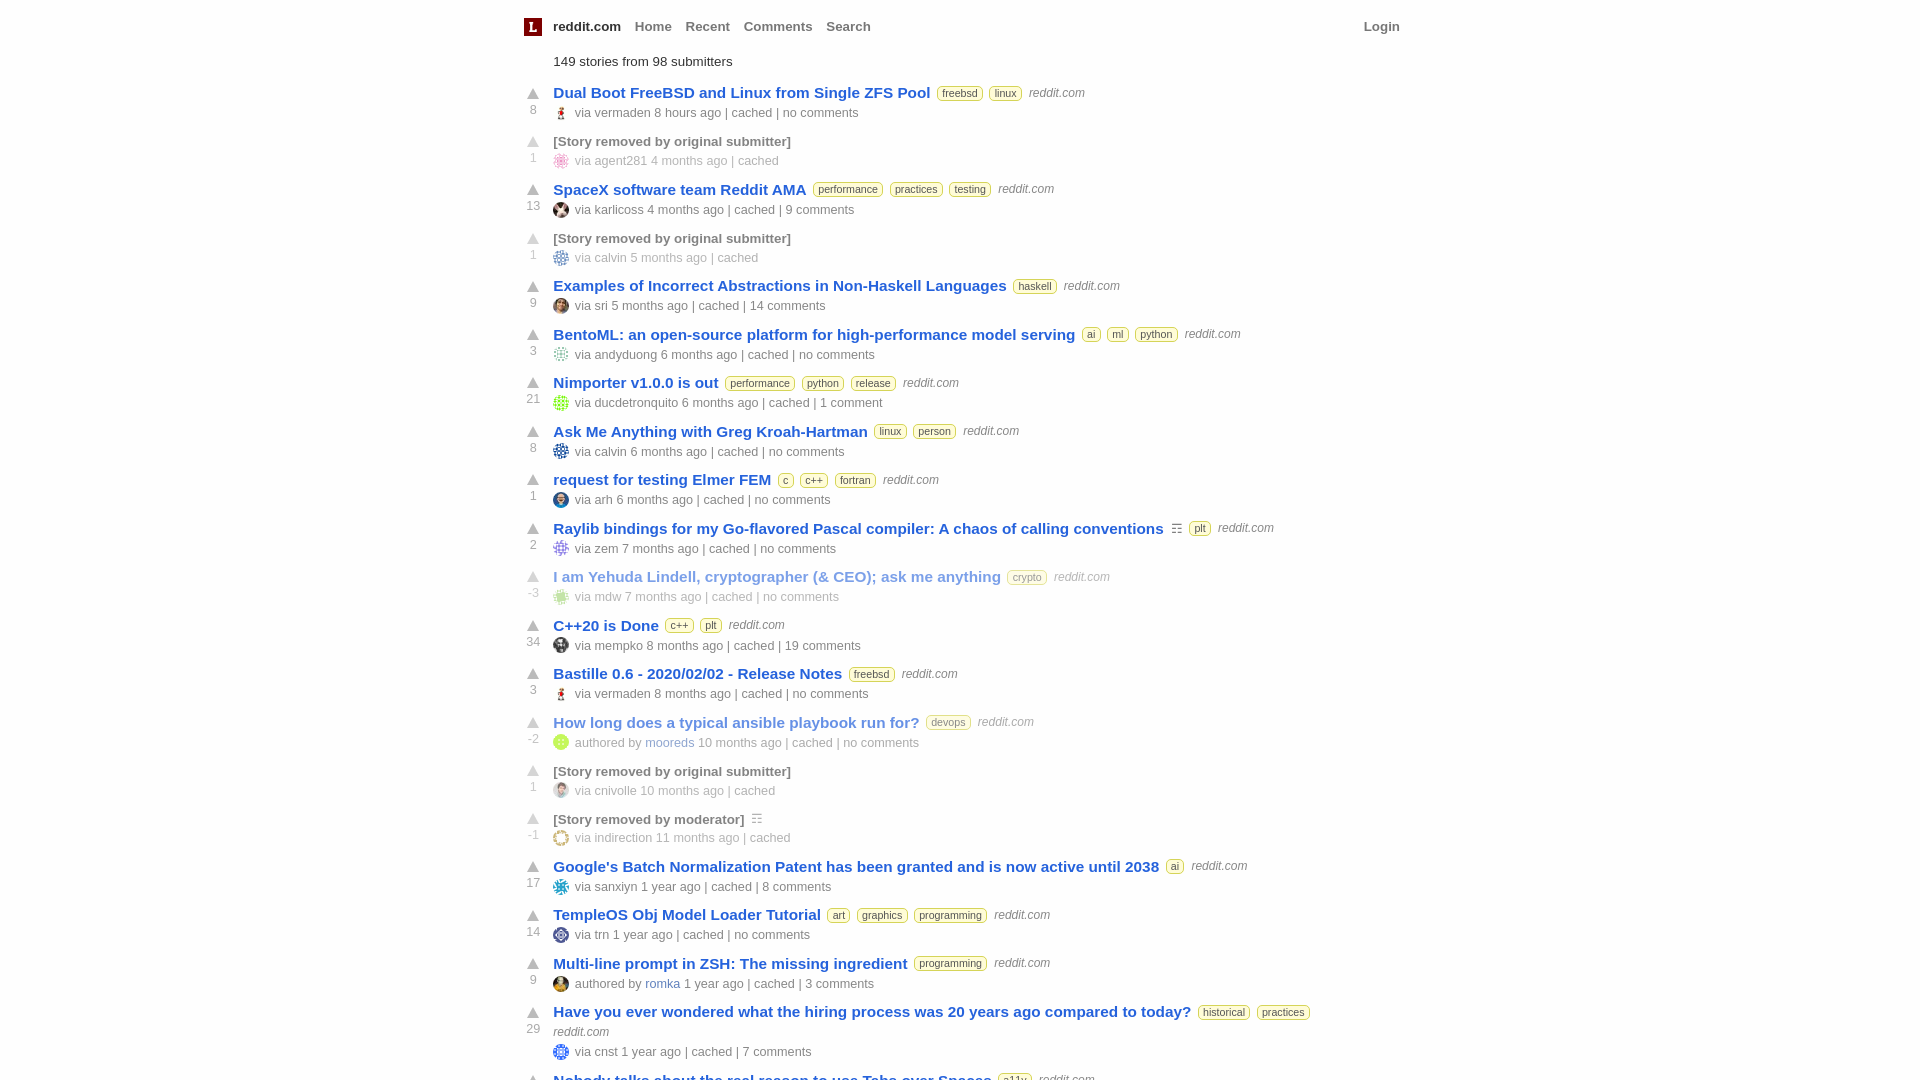 L reddit.com Home Recent Comments Search Login
149 stories from 98 submitters
Dual Boot FreeBSD and Linux from Single ZFS Pool freebsd linux reddit.com
8 via vermaden 8 hours ago | cached | no comments
[Story removed by original submitter]
1 via agent281 4 months ago | cached
SpaceX software team Reddit AMA performance practices testing reddit.com
13 via karlicoss 4 months ago | cached | 9 comments
[Story removed by original submitter]
1 via calvin 5 months ago | cached
Examples of Incorrect Abstractions in Non-Haskell Languages haskell reddit.com
9 via sri 5 months ago | cached | 14 comments
BentoML: an open-source platform for high-performance model serving ai ml python reddit.com
3 via andyduong 6 months ago | cached | no comments
Nimporter v1.0.0 is out performance python release reddit.com
21 via ducdetronquito 6 months ago | cached | 1 comment
Ask Me Anything with Greg Kroah-Hartman linux person reddit.com
8 via calvin 6 months ago | cached | no comments
request for testing Elmer FEM c c++ fortran reddit.com
1 via arh 6 months ago | cached | no comments
Raylib bindings for my Go-flavored Pascal compiler: A chaos of calling conventions ☶ plt reddit.com
2 via zem 7 months ago | cached | no comments
I am Yehuda Lindell, cryptographer (& CEO); ask me anything crypto reddit.com
-3 via mdw 7 months ago | cached | no comments
C++20 is Done c++ plt reddit.com
34 via mempko 8 months ago | cached | 19 comments
Bastille 0.6 - 2020/02/02 - Release Notes freebsd reddit.com
3 via vermaden 8 months ago | cached | no comments
How long does a typical ansible playbook run for? devops reddit.com
-2 authored by mooreds 10 months ago | cached | no comments
[Story removed by original submitter]
1 via cnivolle 10 months ago | cached
[Story removed by moderator] ☶
-1 via indirection 11 months ago | cached
Google's Batch Normalization Patent has been granted and is now active until 2038 ai reddit.com
17 via sanxiyn 1 year ago | cached | 8 comments
TempleOS Obj Model Loader Tutorial art graphics programming reddit.com
14 via trn 1 year ago | cached | no comments
Multi-line prompt in ZSH: The missing ingredient programming reddit.com
9 authored by romka 1 year ago | cached | 3 comments
Have you ever wondered what the hiring process was 20 years ago compared to today? historical practices
29 reddit.com
via cnst 1 year ago | cached | 7 comments
Nobody talks about the real reason to use Tabs over Spaces a11y reddit.com